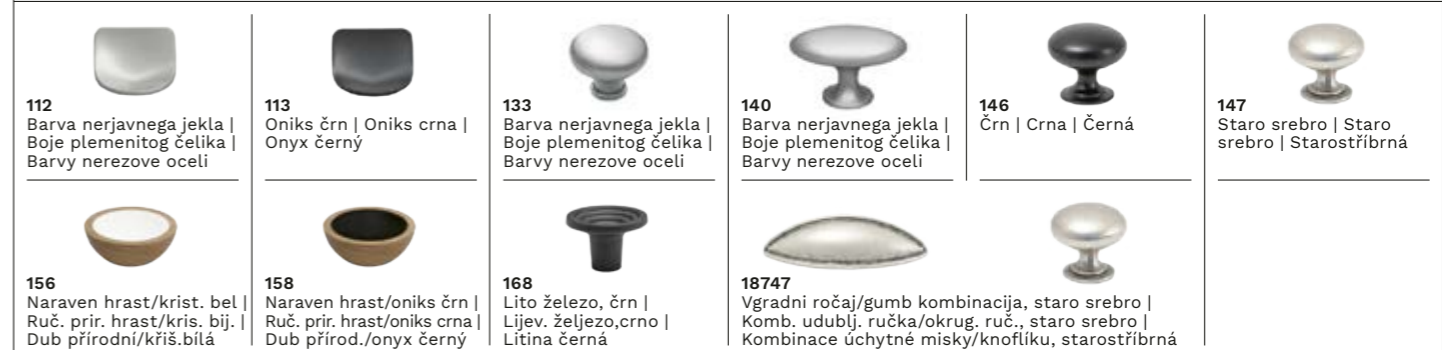 112
Barva nerjavnega jekla |
Boje plemenitog čelika |
Barvy nerezove oceli
113
Oniks črn | Oniks crna |
Onyx černý
133
Barva nerjavnega jekla |
Boje plemenitog čelika |
Barvy nerezove oceli
140
Barva nerjavnega jekla |
Boje plemenitog čelika |
Barvy nerezove oceli
146
Črn | Crna | Černá
147
Staro srebro | Staro
srebro | Starostříbrná
156
Naraven hrast/krist. bel |
Ruč. prir. hrast/kris. bij. |
Dub přírodní/křiš.bílá
158
Naraven hrast/oniks črn |
Ruč. prir. hrast/oniks crna |
Dub přírod./onyx černý
168
Lito železo, črn |
Lijev. željezo,crno |
Litina černá
18747
Vgradni ročaj/gumb kombinacija, staro srebro |
Komb. udublj. ručka/okrug. ruč., staro srebro |
Kombinace úchytné misky/knoflíku, starostříbrná